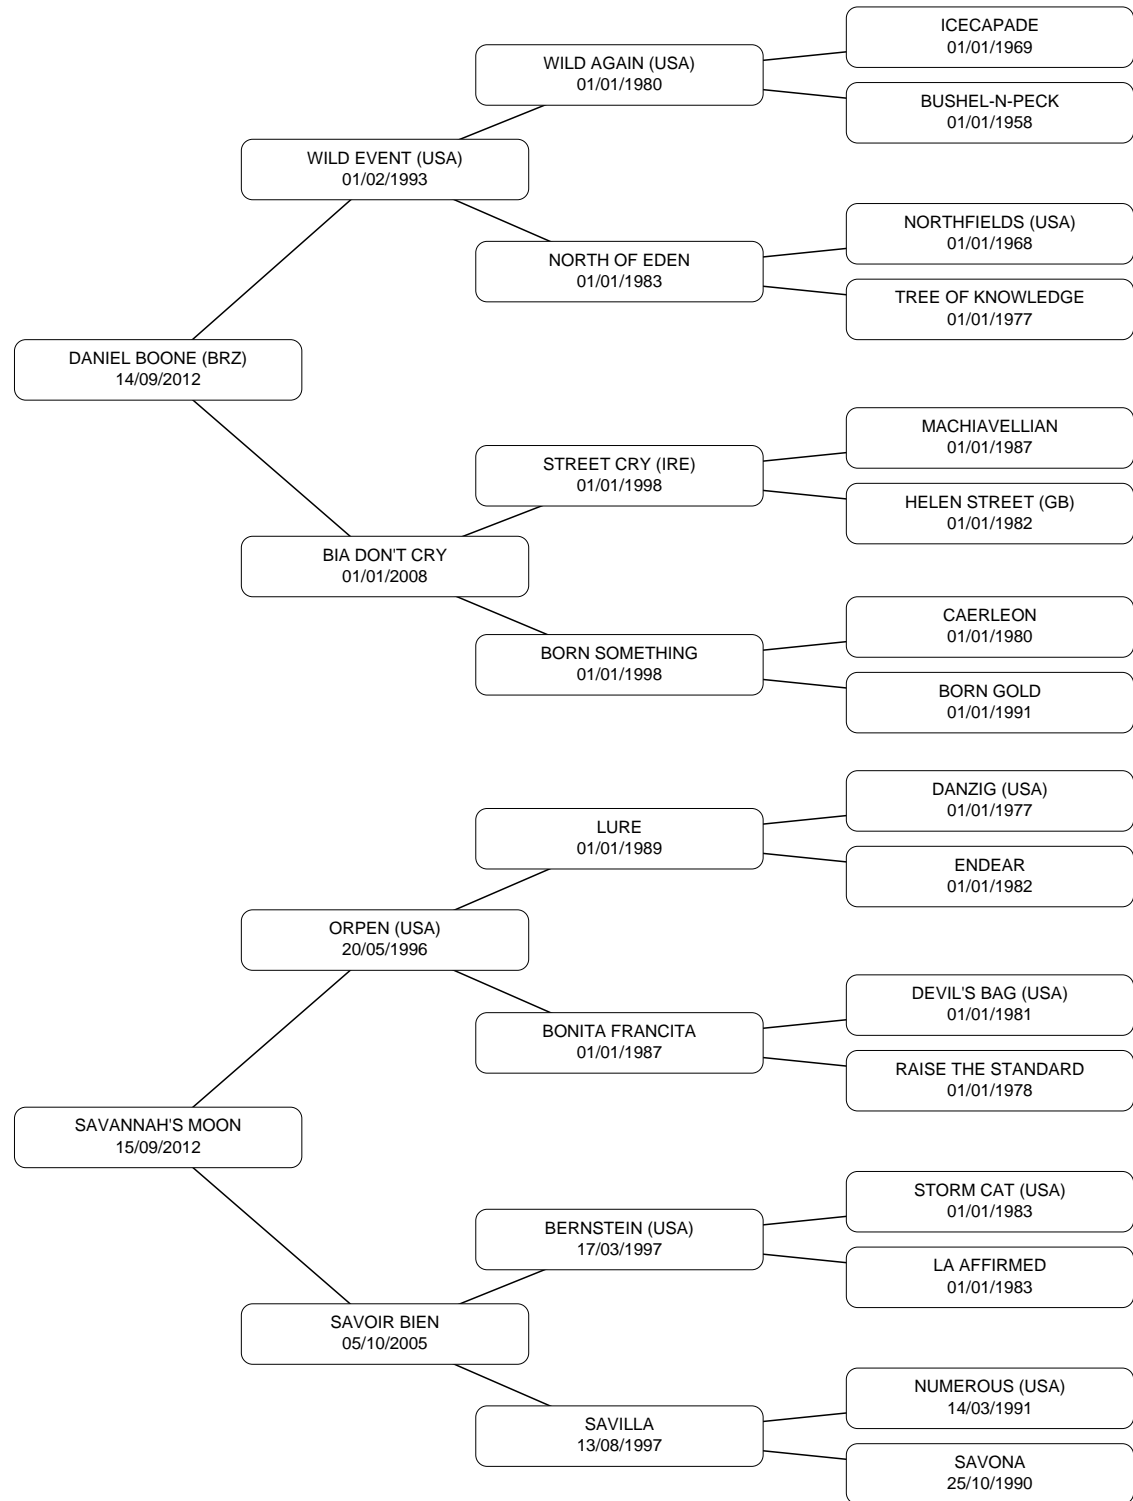 ICECAPADE
01/01/1969
WILD AGAIN (USA)
01/01/1980
BUSHEL-N-PECK
01/01/1958
WILD EVENT (USA)
01/02/1993
NORTHFIELDS (USA)
01/01/1968
NORTH OF EDEN
01/01/1983
TREE OF KNOWLEDGE
01/01/1977
DANIEL BOONE (BRZ)
14/09/2012
MACHIAVELLIAN
01/01/1987
STREET CRY (IRE)
01/01/1998
HELEN STREET (GB)
01/01/1982
BIA DON'T CRY
01/01/2008
CAERLEON
01/01/1980
BORN SOMETHING
01/01/1998
BORN GOLD
01/01/1991
DANZIG (USA)
01/01/1977
LURE
01/01/1989
ENDEAR
01/01/1982
ORPEN (USA)
20/05/1996
DEVIL'S BAG (USA)
01/01/1981
BONITA FRANCITA
01/01/1987
RAISE THE STANDARD
01/01/1978
SAVANNAH'S MOON
15/09/2012
STORM CAT (USA)
01/01/1983
BERNSTEIN (USA)
17/03/1997
LA AFFIRMED
01/01/1983
SAVOIR BIEN
05/10/2005
NUMEROUS (USA)
14/03/1991
SAVILLA
13/08/1997
SAVONA
25/10/1990